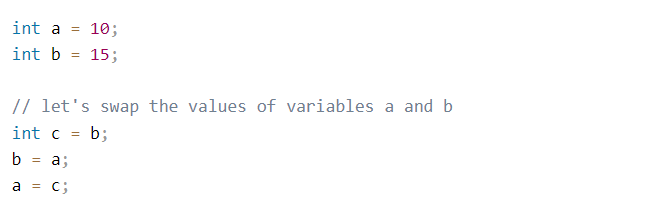 int a = 10;
int b = 15;
// let's swap the values of variables a and b
int c = b;
b = a;
a = c;